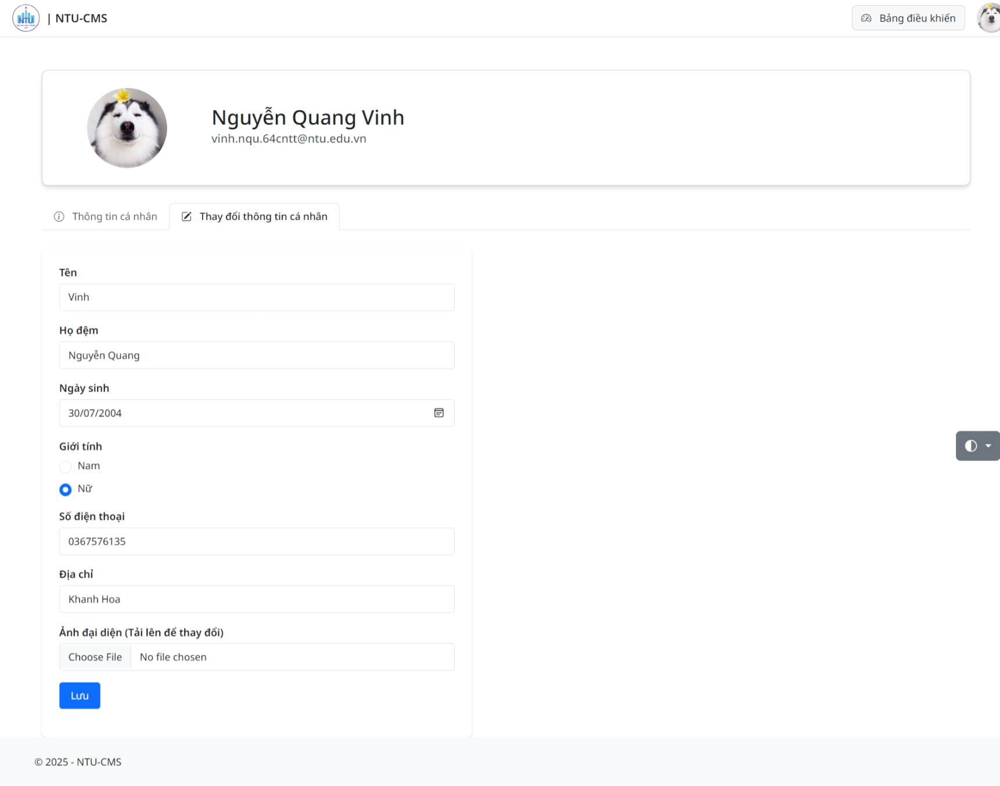 NTU
| NTU-CMS
Bảng điều khiển
Nguyễn Quang Vinh
vinh.nqu.64cntt@ntu.edu.vn
Thông tin cá nhân
Thay đổi thông tin cá nhân
Tên
Vinh
Họ đệm
Nguyễn Quang
Ngày sinh
30/07/2004
Giới tính
Nam
Nữ
Số điện thoại
0367576135
Địa chỉ
Khanh Hoa
Ảnh đại diện (Tải lên để thay đổi)
Choose File No file chosen
Lưu
© 2025 - NTU-CMS